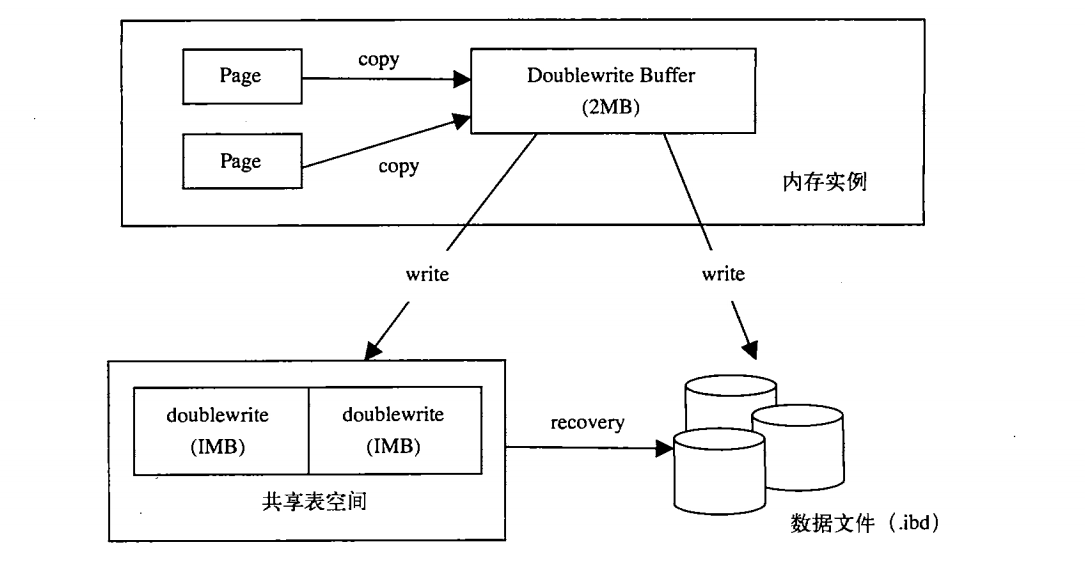 Page
copy
Doublewrite Buffer
(2MB)
Page
copy
内存实例
write
write
doublewrite
(IMB)
doublewrite
(IMB)
recovery
共享表空间
数据文件（.ibd）